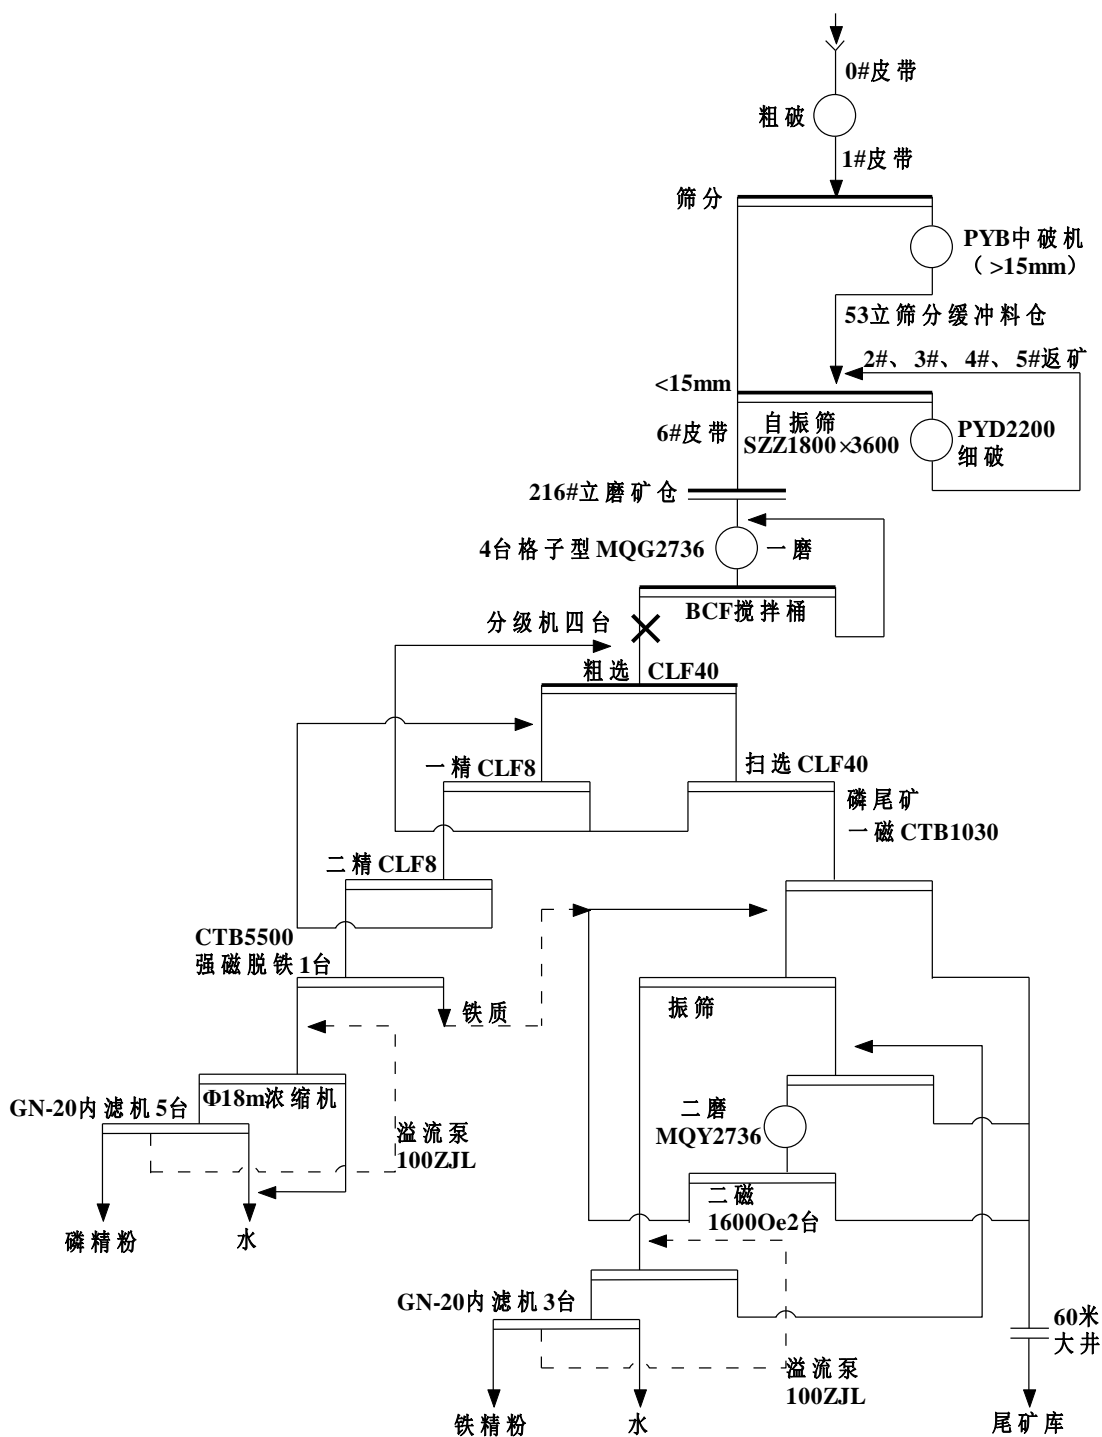 0#皮带
粗破
1#皮带
筛分
PYB中破机
（ >15mm）
53立筛分缓冲料仓
2#、3#、4#、5#返矿
<15mm
自振筛
SZZ1800×3600
6#皮带
PYD2200
细破
216#立磨矿仓
4台格子型MQG2736
一磨
BCF搅拌桶
分级机四台
粗选 CLF40
一精CLF8
扫选CLF40
磷尾矿
一磁CTB1030
二精CLF8
CTB5500
强磁脱铁1台
铁质
振筛
Φ18m浓缩机
GN-20内滤机5台
溢流泵
100ZJL
二磨
MQY2736
二磁
1600Oe2台
磷精粉
水
GN-20内滤机3台
60米
大井
溢流泵
100ZJL
铁精粉
水
尾矿库